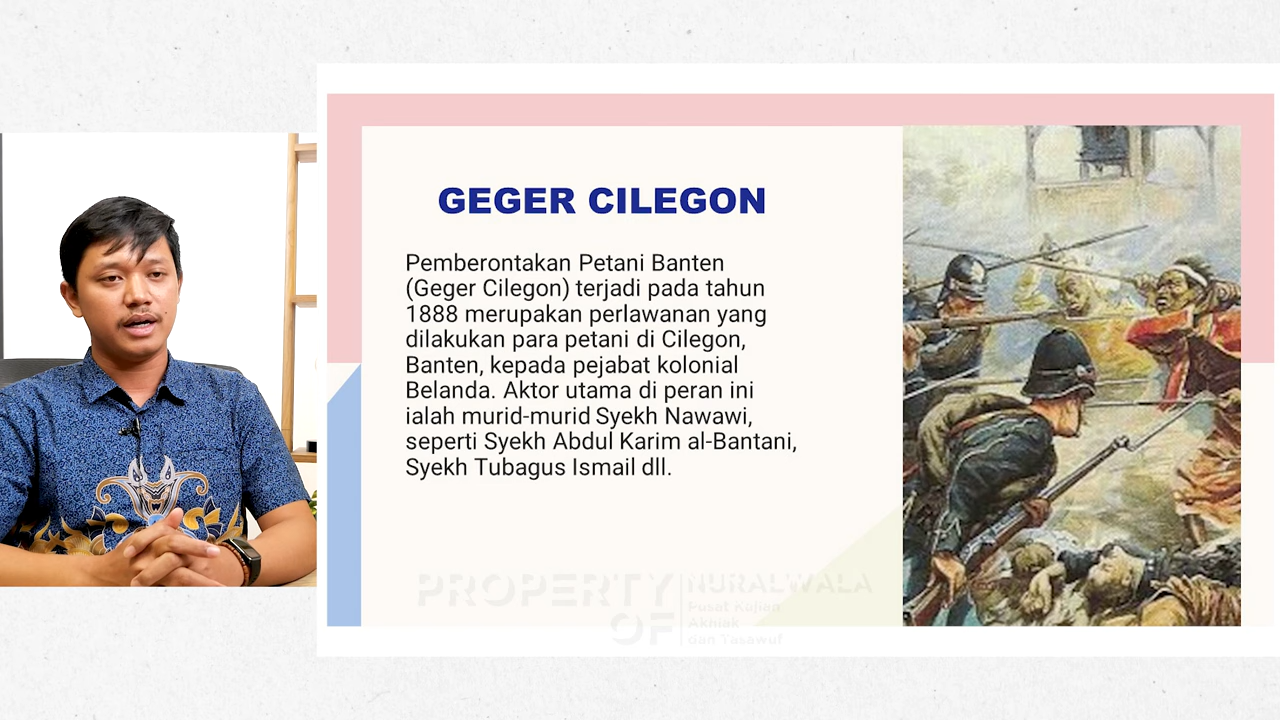 GEGER CILEGON
Pemberontakan Petani Banten
(Geger Cilegon) terjadi pada tahun
1888 merupakan perlawanan yang
dilakukan para petani di Cilegon,
Banten, kepada pejabat kolonial
Belanda. Aktor utama di peran ini
ialah murid-murid Syekh Nawawi,
seperti Syekh Abdul Karim al-Bantani,
Syekh Tubagus Ismail dll.
PROPERTY
OF
NURALWALA
Pusat Kajian
Akhlak
dan Tasawuf